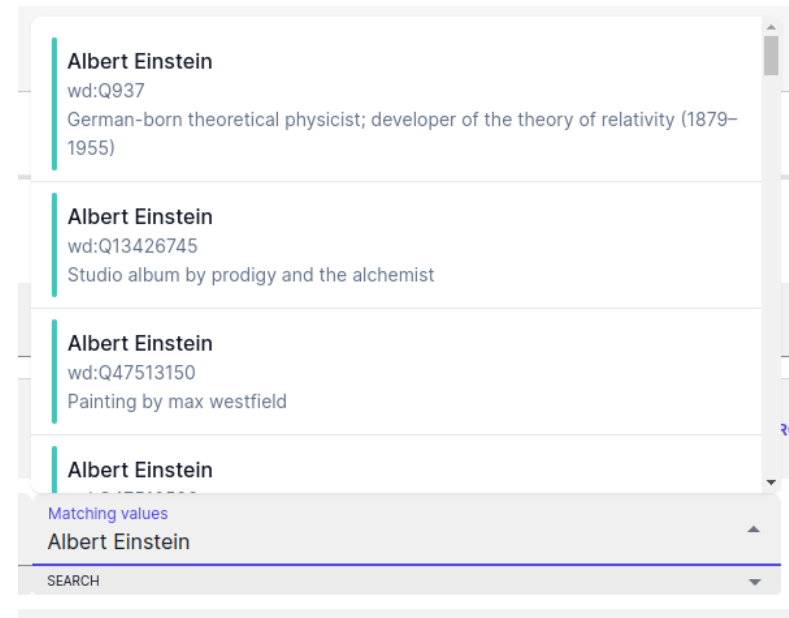 Albert Einstein
wd:Q937
German-born theoretical physicist; developer of the theory of relativity (1879–
1955)
Albert Einstein
wd:Q13426745
Studio album by prodigy and the alchemist
Albert Einstein
wd:Q47513150
Painting by max westfield
Albert Einstein
Matching values
Albert Einstein
SEARCH